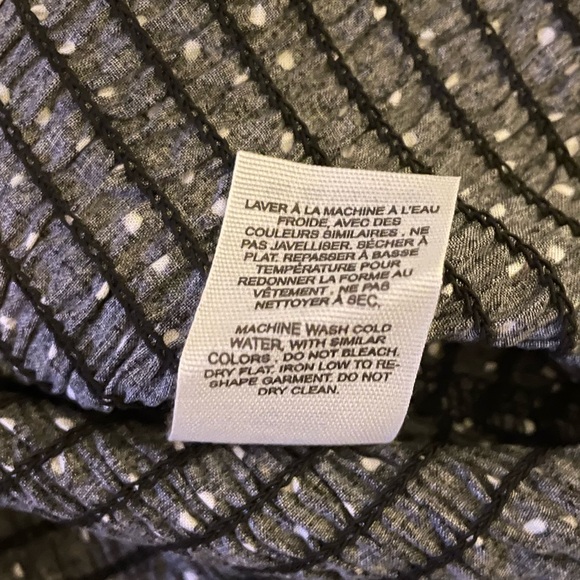 LAVER À LA MACHINE À L'EAU
FROIDE, AVEC DES
COULEURS SIMILAIRES . NE
PAS JAVELLISER. SÉCHER À
PLAT. REPASSER À BASSE
TEMPÉRATURE POUR
REDONNER LA FORME AU
VÊTEMENT . NE PAS
NETTOYER À SEC.
MACHINE WASH COLD
WATER, WITH SIMILAR
COLORS . DO NOT BLEACH.
DRY FLAT. IRON LOW TO RE-
SHAPE GARMENT. DO NOT
DRY CLEAN.